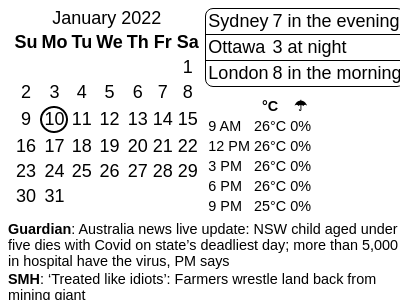 January 2022
Su Mo Tu We Th Fr Sa
1
2 3 4 5 6 7 8
9 10 11 12 13 14 15
16 17 18 19 20 21 22
23 24 25 26 27 28 29
30 31
Sydney 7 in the evening
Ottawa 3 at night
London 8 in the morning
°C ☂
9 AM 26°C 0%
12 PM 26°C 0%
3 PM 26°C 0%
6 PM 26°C 0%
9 PM 25°C 0%
Guardian: Australia news live update: NSW child aged under
five dies with Covid on state’s deadliest day; more than 5,000
in hospital have the virus, PM says
SMH: ‘Treated like idiots’: Farmers wrestle land back from
mining giant